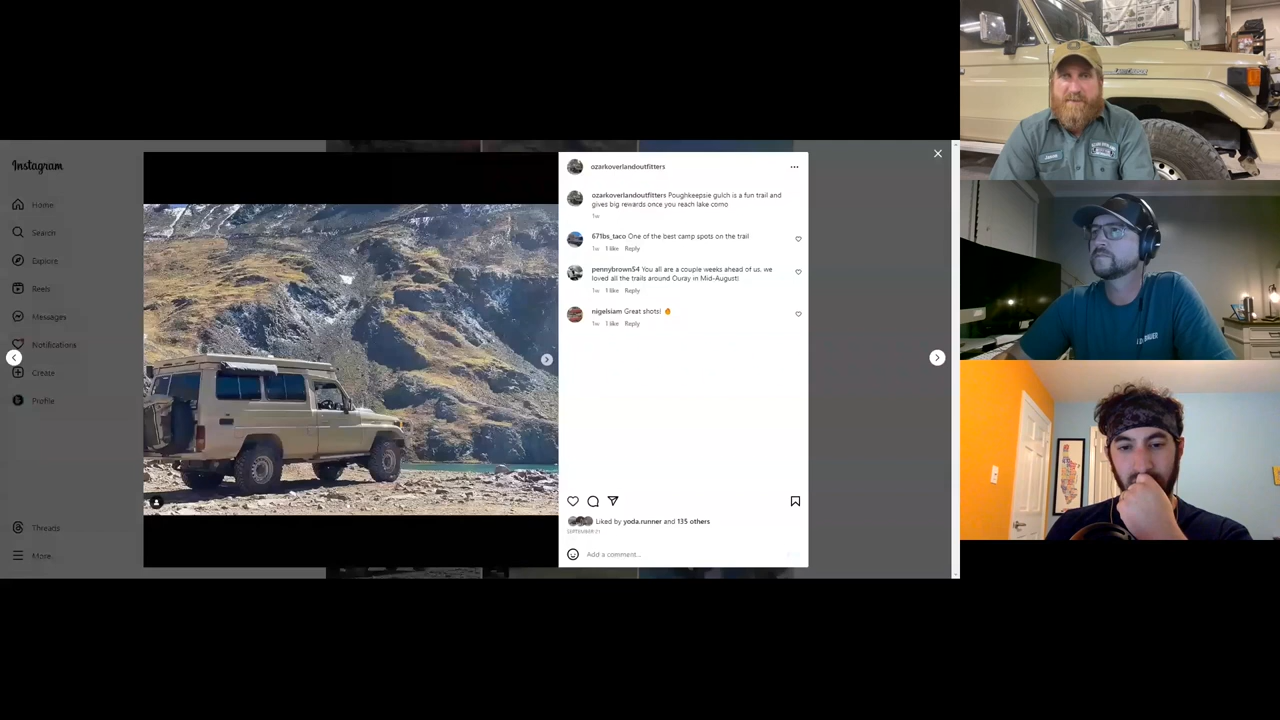 Instagram
Home
Search
Explore
Reels
Messages
Notifications
Create
Profile
Threads
More
ozarkoverlandoutfitters
ozarkoverlandoutfitters Poughkeepsie gulch is a fun trail and
gives big rewards once you reach lake como
1w
671bs_taco One of the best camp spots on the trail
1w 1 like Reply
pennybrown54 You all are a couple weeks ahead of us, we
loved all the trails around Ouray in Mid-August!
1w 1 like Reply
nigelsiam Great shots! 🔥
1w 1 like Reply
Liked by yoda.runner and 135 others
SEPTEMBER 21
Add a comment...